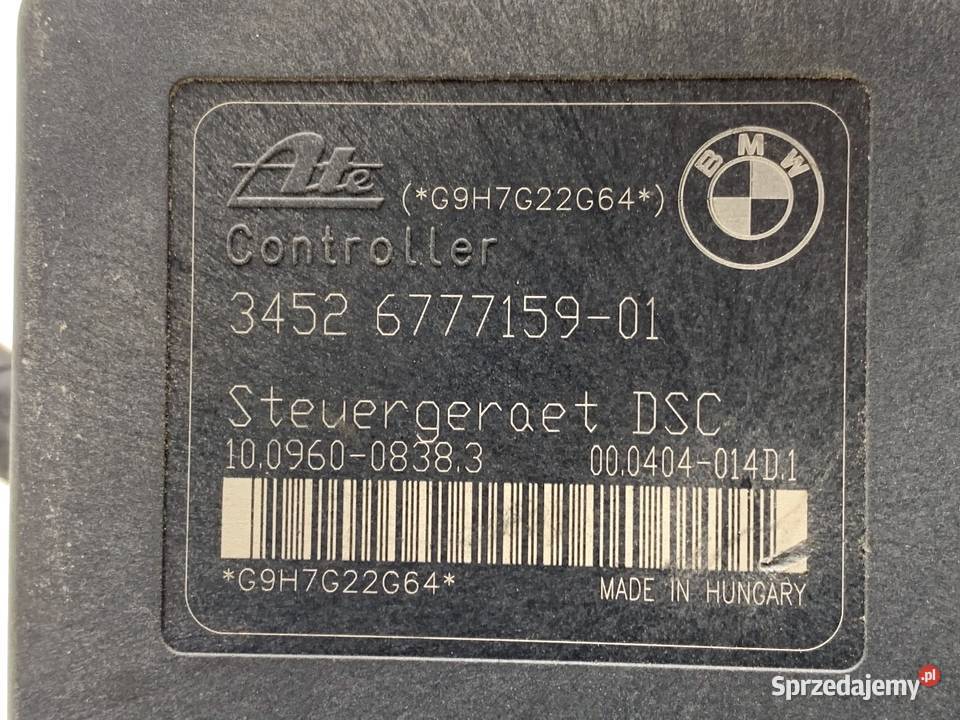 Ate (*G9H7G22G64*) BMW
Controller
3452 6777159-01
Steuergeraet DSC
10.0960-0838.3 00.0404-014D.1
*G9H7G22G64* MADE IN HUNGARY
Sprzedajemy.pl